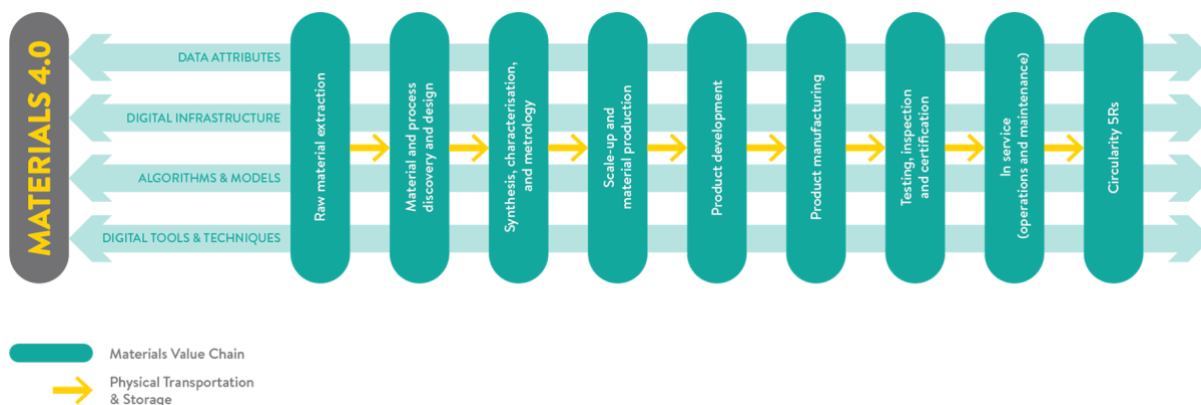 MATERIALS 4.0
DATA ATTRIBUTES
DIGITAL INFRASTRUCTURE
ALGORITHMS & MODELS
DIGITAL TOOLS & TECHNIQUES
Raw material extraction
Material and process
discovery and design
Synthesis, characterisation,
and metrology
Scale-up and
material production
Product development
Product manufacturing
Testing, inspection
and certification
In service
(operations and maintenance)
Circularity 5Rs
Materials Value Chain
Physical Transportation
& Storage